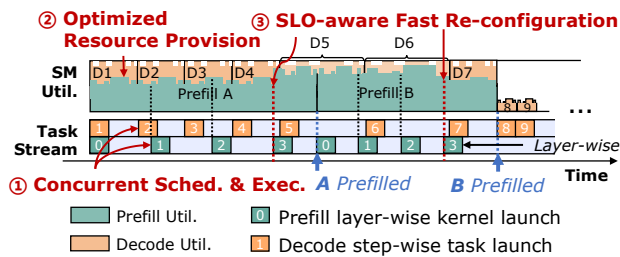 ② Optimized
Resource Provision
③ SLO-aware Fast Re-configuration
D5 D6
SM
Util.
D1 D2 D3 D4 D7
Prefill A Prefill B
8 9
...
Task
Stream
1 2 3 4 5 6 7 8 9
0 1 2 3 0 1 2 3
Layer-wise
① Concurrent Sched. & Exec.
A Prefilled
B Prefilled
Time
Prefill Util.
0 Prefill layer-wise kernel launch
Decode Util.
1 Decode step-wise task launch